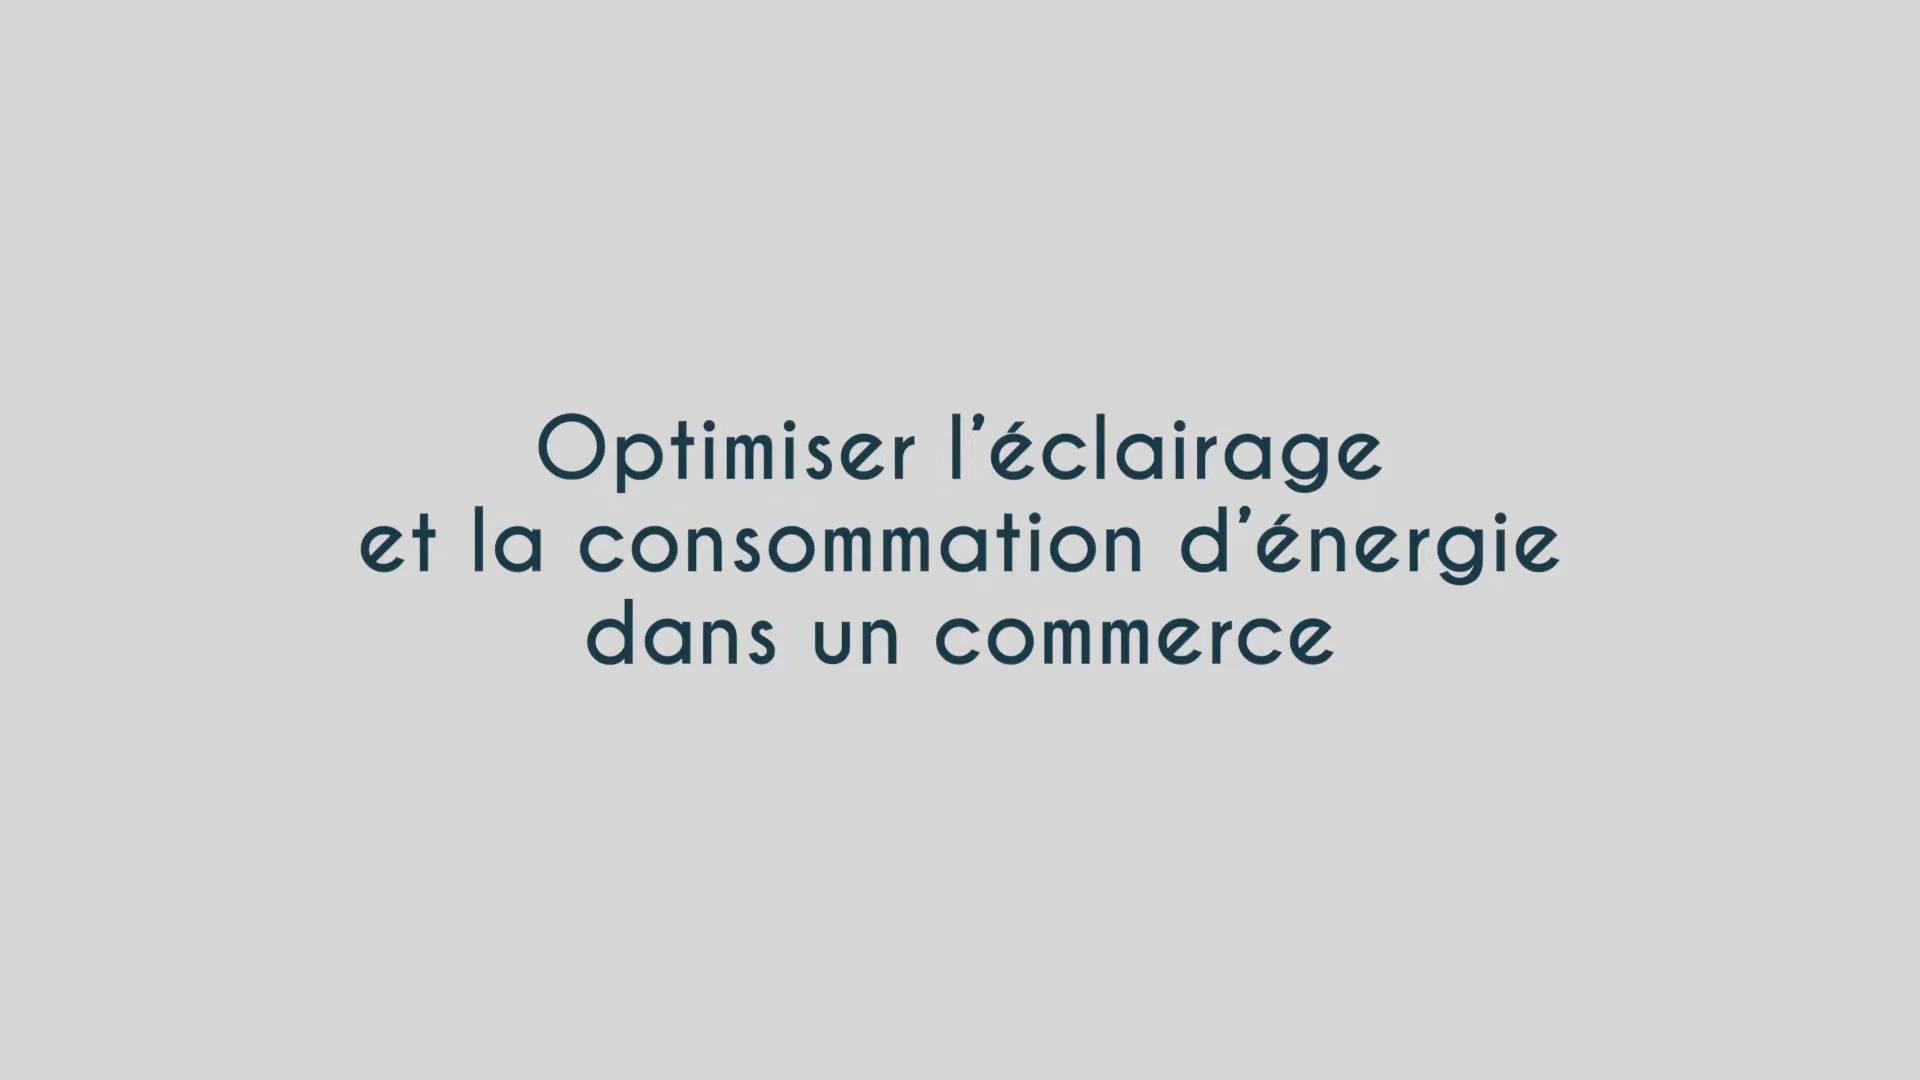 Optimiser l’éclairage
et la consommation d’énergie
dans un commerce